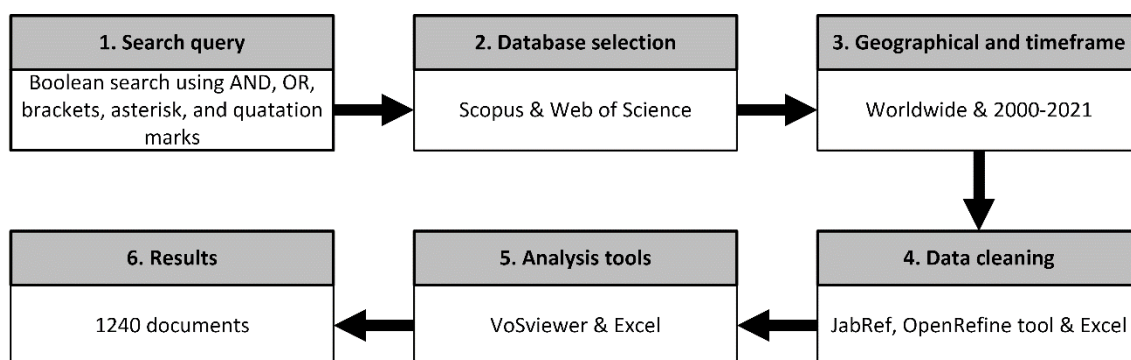 1. Search query
Boolean search using AND, OR,
brackets, asterisk, and quatation
marks
2. Database selection
Scopus & Web of Science
3. Geographical and timeframe
Worldwide & 2000-2021
4. Data cleaning
JabRef, OpenRefine tool & Excel
5. Analysis tools
VoSviewer & Excel
6. Results
1240 documents